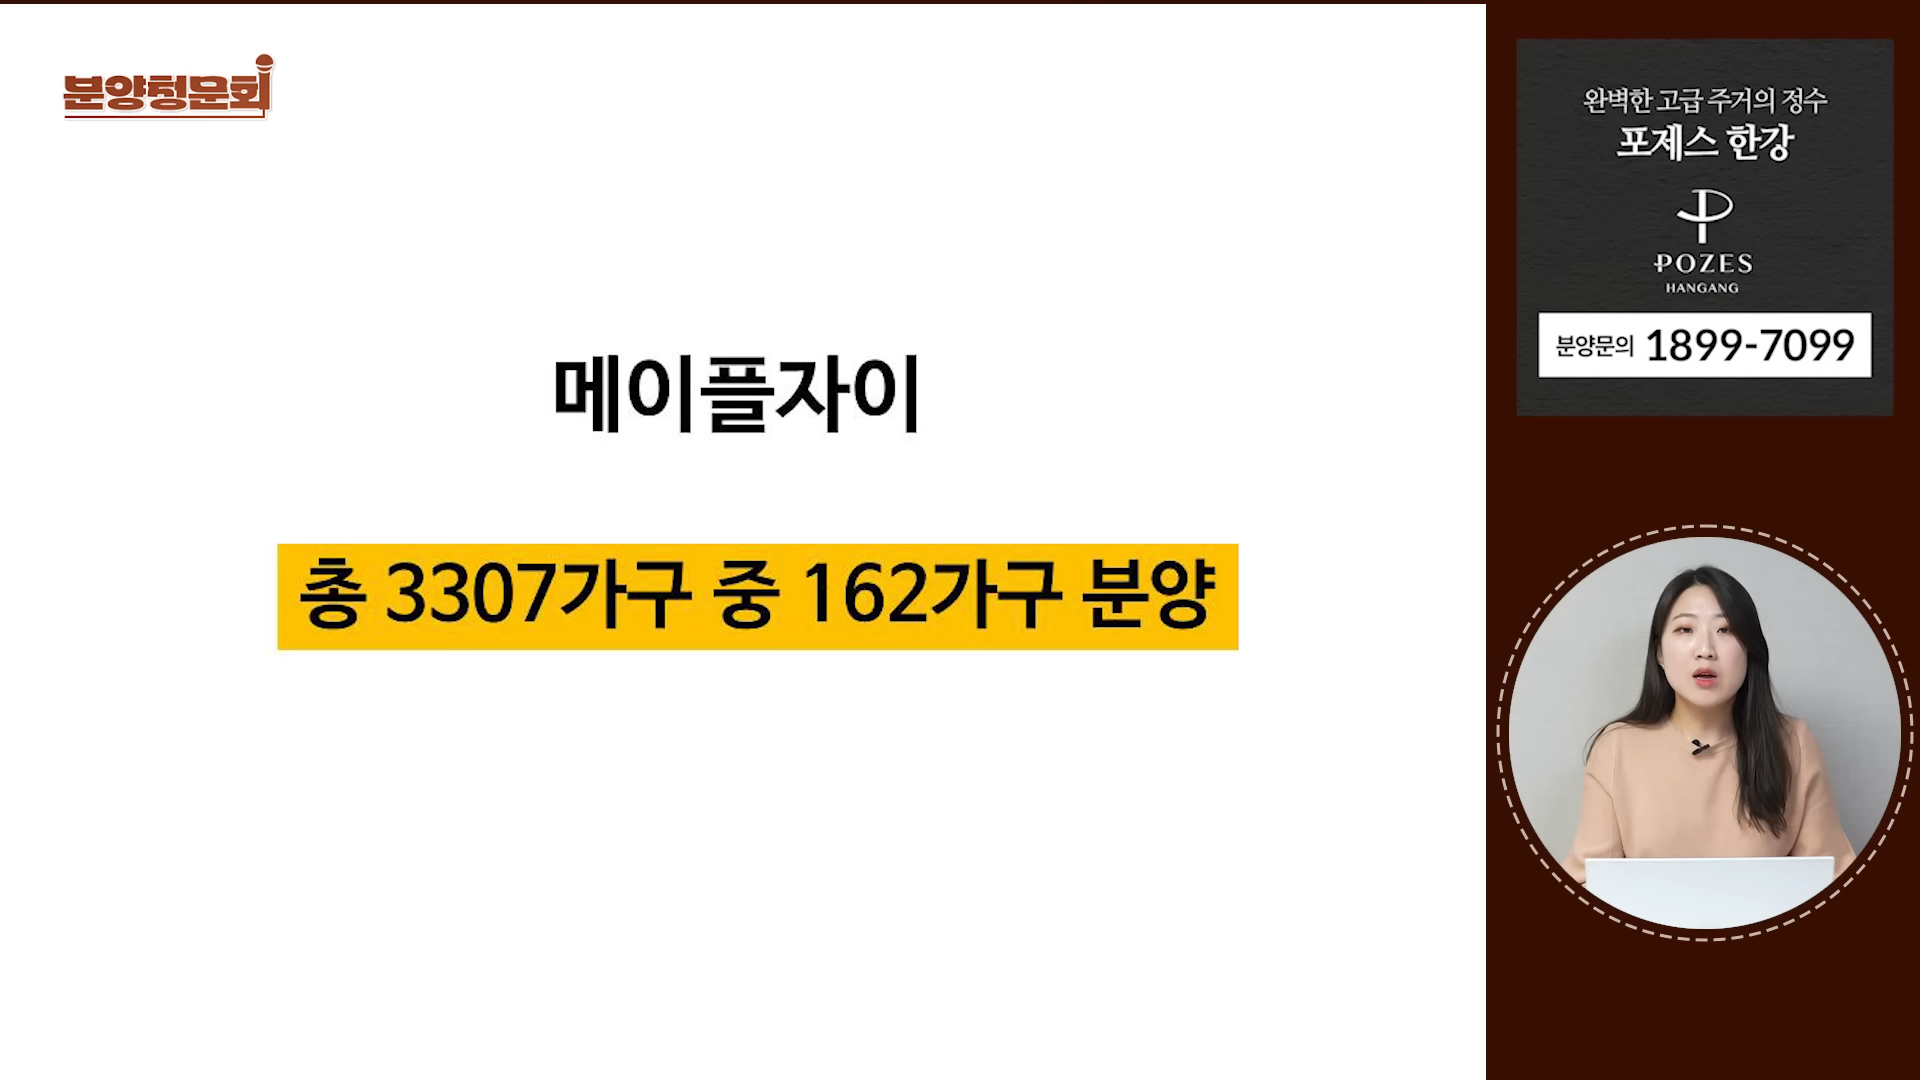 분양청문회
메이플자이
총 3307가구 중 162가구 분양
완벽한 고급 주거의 정수
포제스 한강
POZES
HANGANG
분양문의 1899-7099